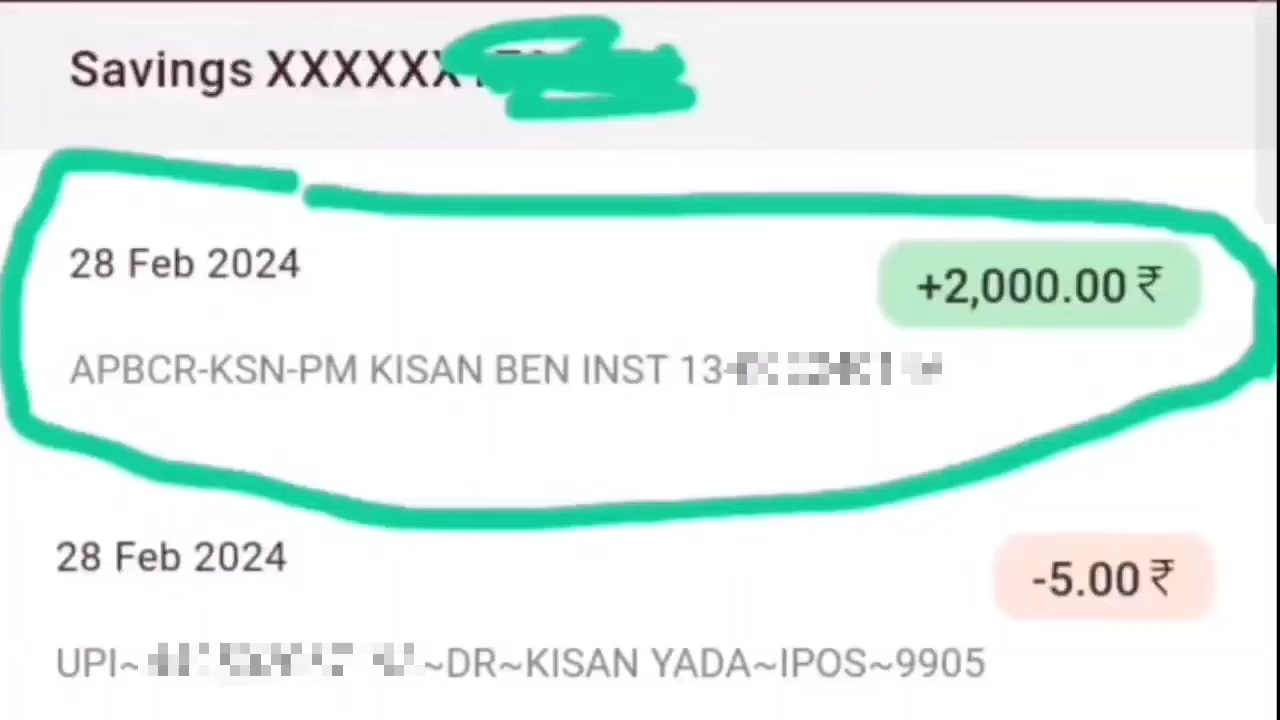 Savings XXXXXX
28 Feb 2024
+2,000.00 ₹
APBCR-KSN-PM KISAN BEN INST 13-
28 Feb 2024
-5.00 ₹
UPI~ ~DR~KISAN YADA~IPOS~9905